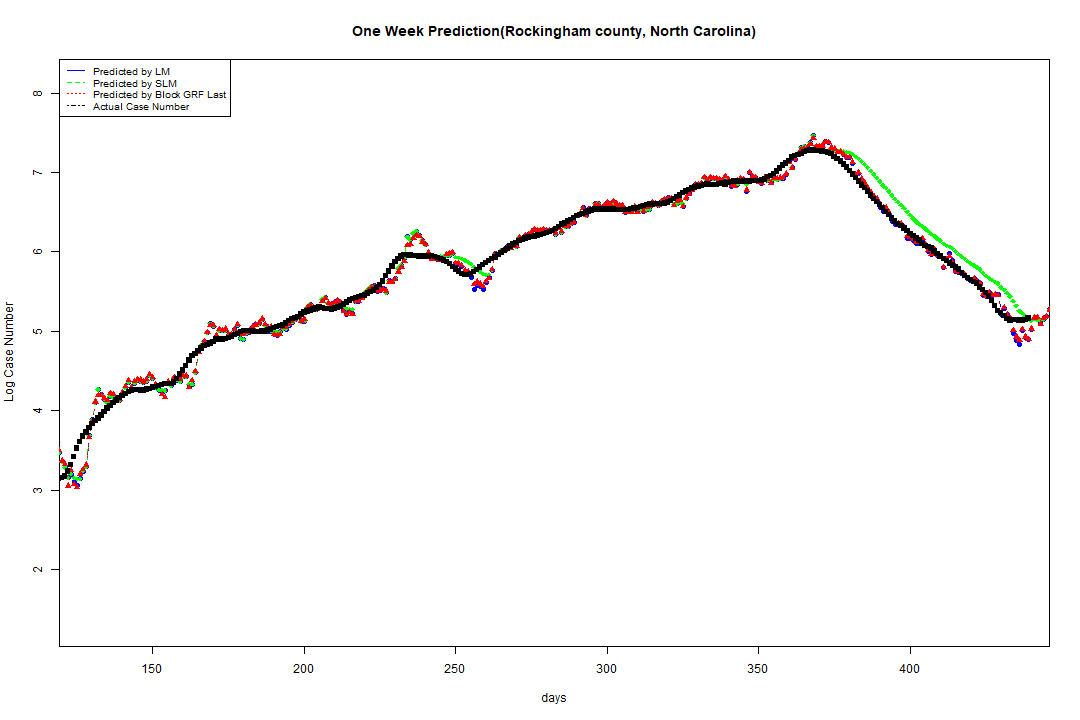 One Week Prediction(Rockingham county, North Carolina)
Predicted by LM
Predicted by SLM
Predicted by Block GRF Last
Actual Case Number
8
7
6
5
4
3
2
Log Case Number
150 200 250 300 350 400
days